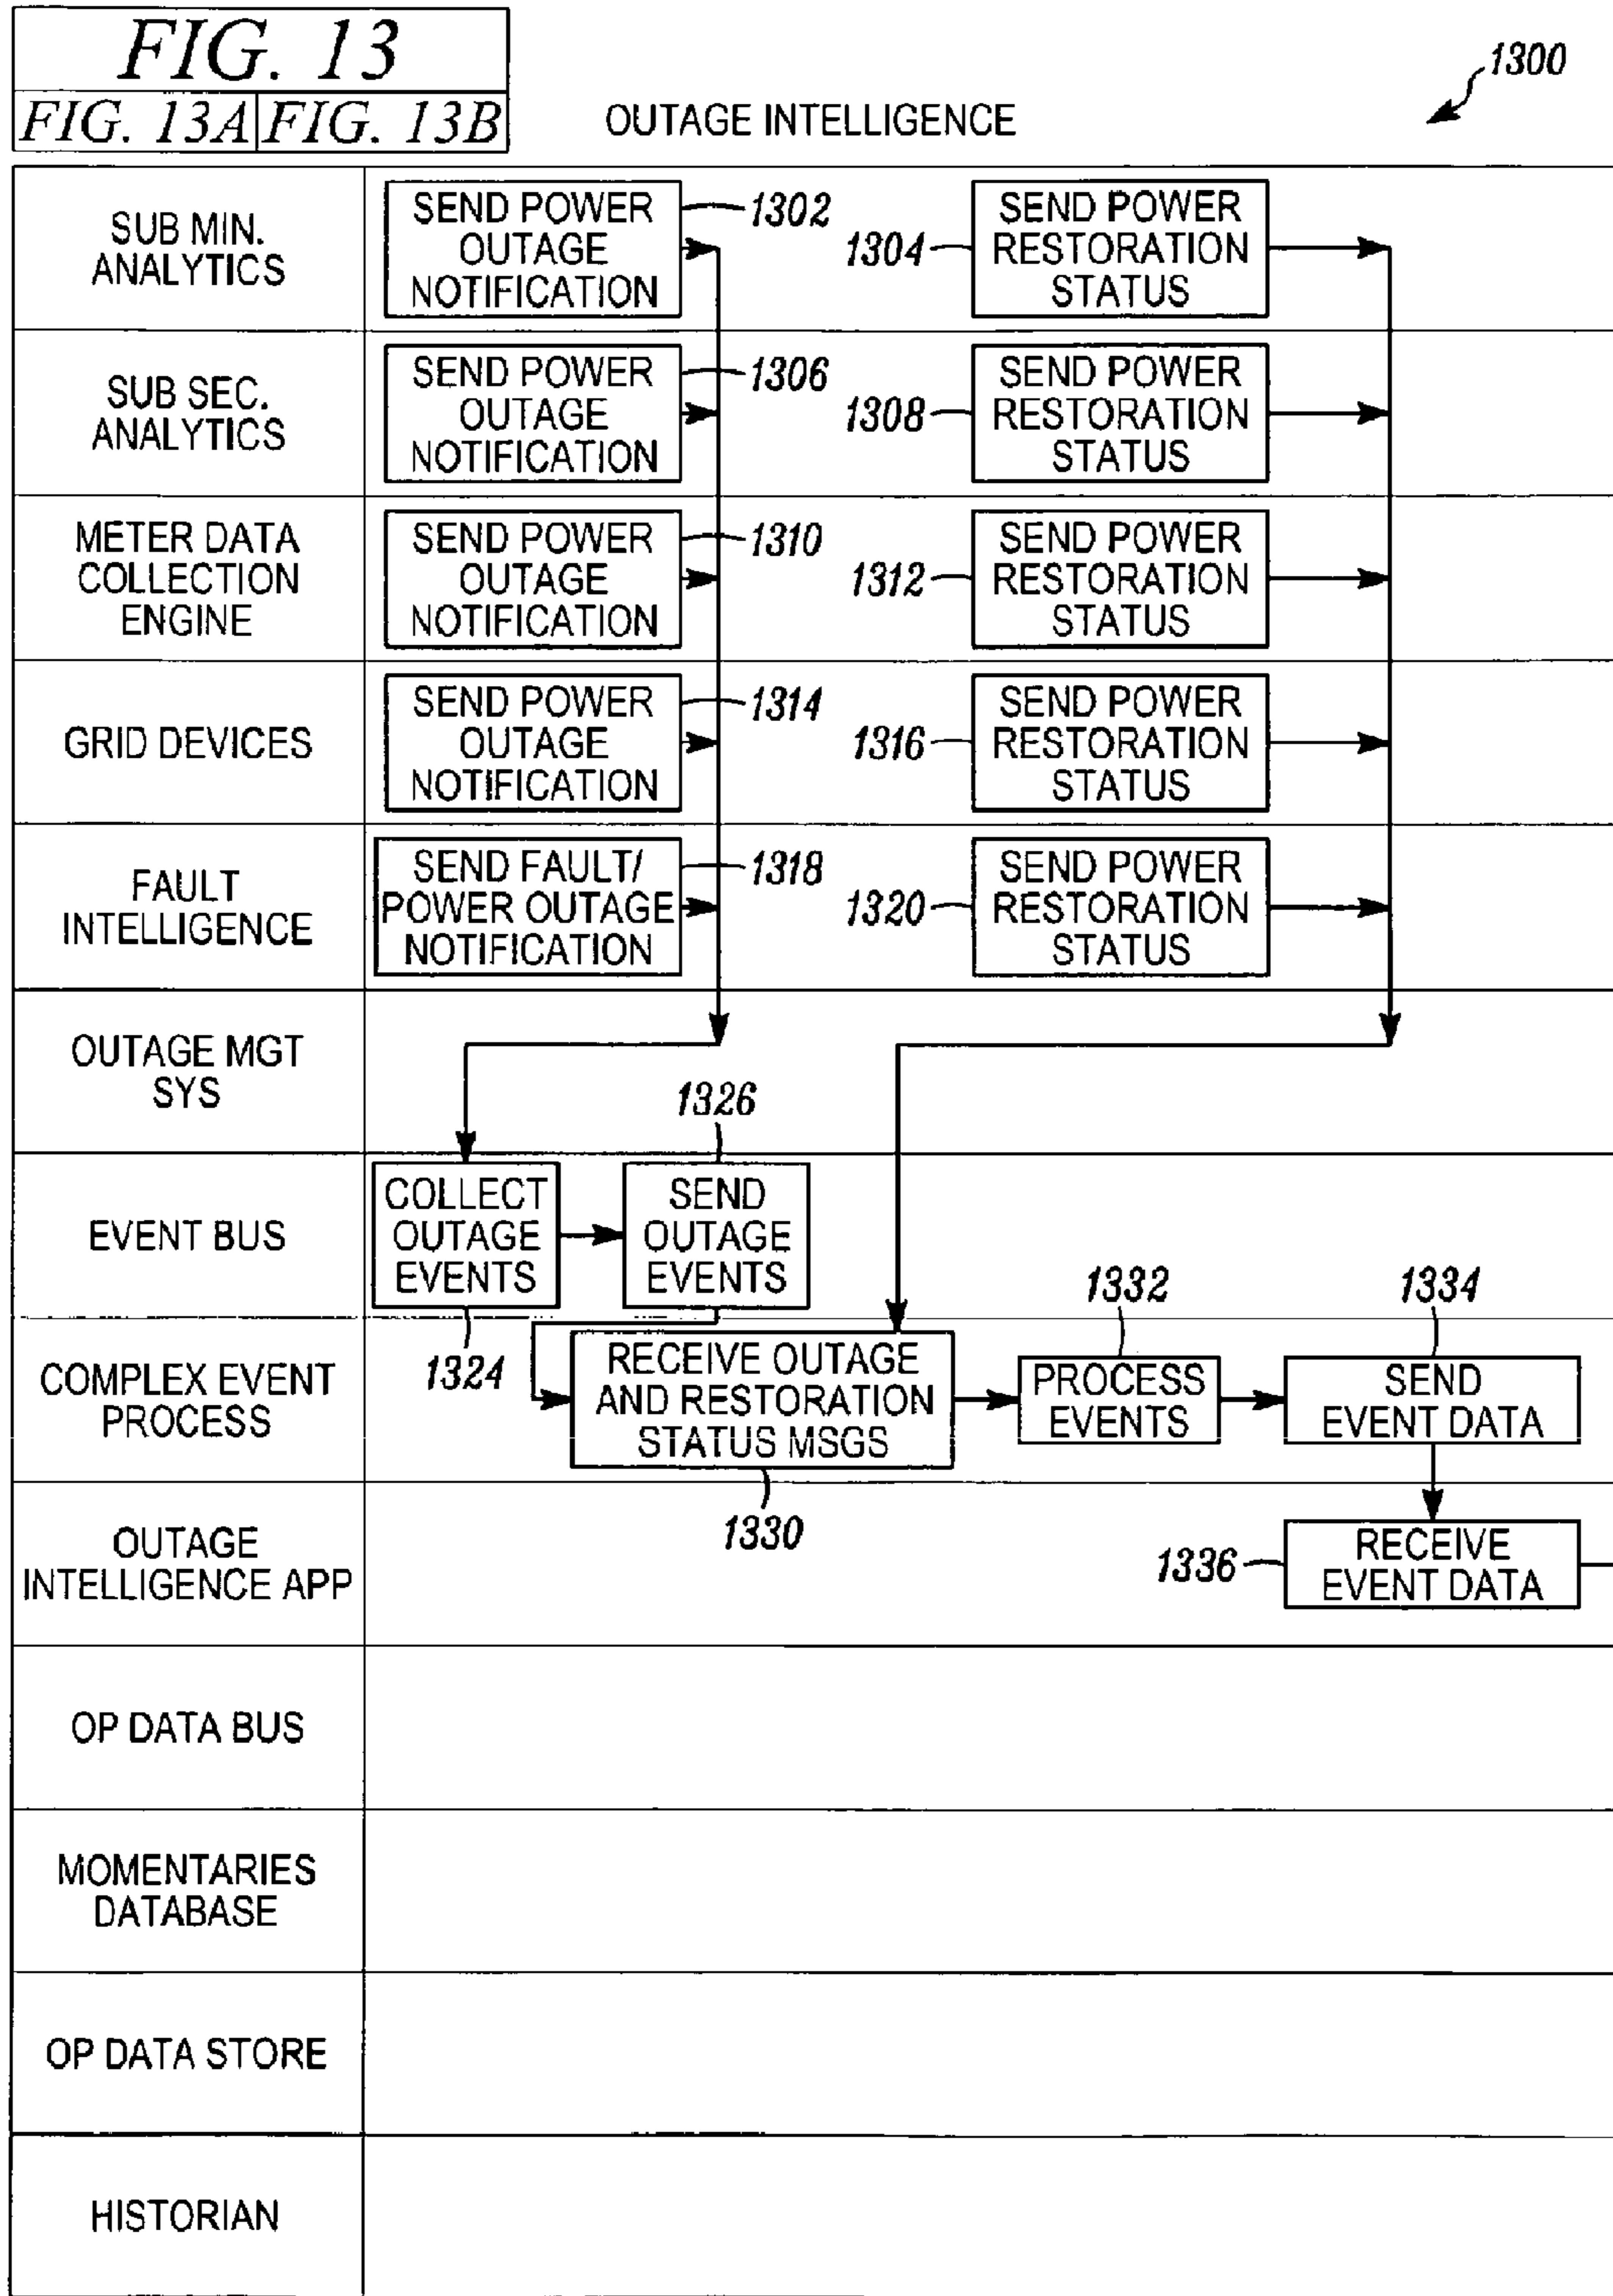 FIG. 13
FIG. 13A FIG. 13B
OUTAGE INTELLIGENCE
1300
SUB MIN.
ANALYTICS
SEND POWER
OUTAGE
NOTIFICATION
1302
1304
SEND POWER
RESTORATION
STATUS
SUB SEC.
ANALYTICS
SEND POWER
OUTAGE
NOTIFICATION
1306
1308
SEND POWER
RESTORATION
STATUS
METER DATA
COLLECTION
ENGINE
SEND POWER
OUTAGE
NOTIFICATION
1310
1312
SEND POWER
RESTORATION
STATUS
GRID DEVICES
SEND POWER
OUTAGE
NOTIFICATION
1314
1316
SEND POWER
RESTORATION
STATUS
FAULT
INTELLIGENCE
SEND FAULT/
POWER OUTAGE
NOTIFICATION
1318
1320
SEND POWER
RESTORATION
STATUS
OUTAGE MGT
SYS
EVENT BUS
COLLECT
OUTAGE
EVENTS
1324
1326
SEND
OUTAGE
EVENTS
COMPLEX EVENT
PROCESS
RECEIVE OUTAGE
AND RESTORATION
STATUS MSGS
1330
1332
PROCESS
EVENTS
1334
SEND
EVENT DATA
OUTAGE
INTELLIGENCE APP
1336
RECEIVE
EVENT DATA
OP DATA BUS
MOMENTARIES
DATABASE
OP DATA STORE
HISTORIAN